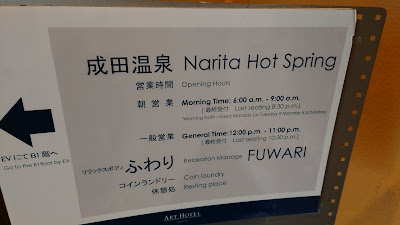 成田温泉 Narita Hot Spring
営業時間 Opening Hours
朝営業 Morning Time: 6:00 a.m. - 9:00 a.m.
[最終受付 Last seating 8:30 p.m.]
一般営業 General Time:12:00 p.m. - 11:00 p.m.
[最終受付 Last seating 10:30 p.m.]
EVにてB1階へ
Go to the B1floor by EV
リラックスボディ ふわり Relaxation Massage FUWARI
コインランドリー Coin laundry
休憩処 Resting place
ART HOTEL